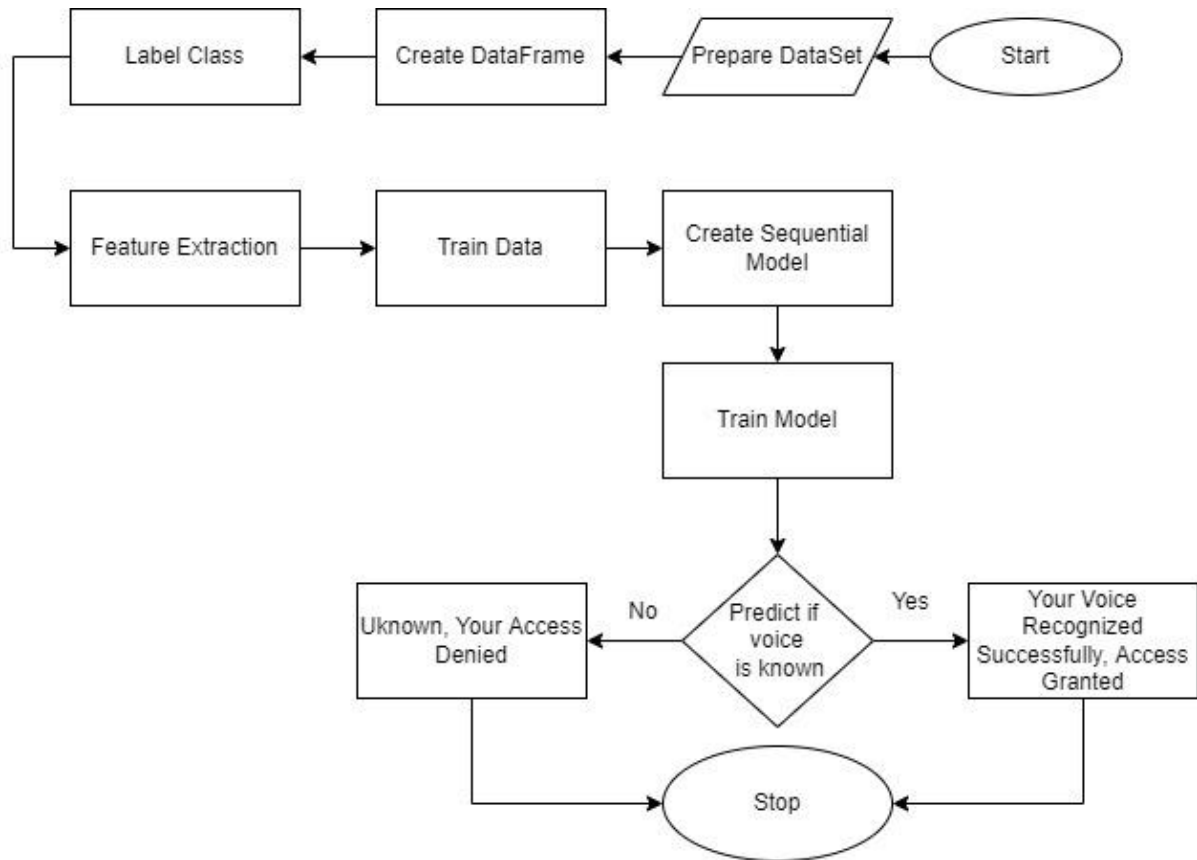 Start
Prepare DataSet
Create DataFrame
Label Class
Feature Extraction
Train Data
Create Sequential
Model
Train Model
Predict if
voice
is known
No
Uknown, Your Access
Denied
Yes
Your Voice
Recognized
Successfully, Access
Granted
Stop